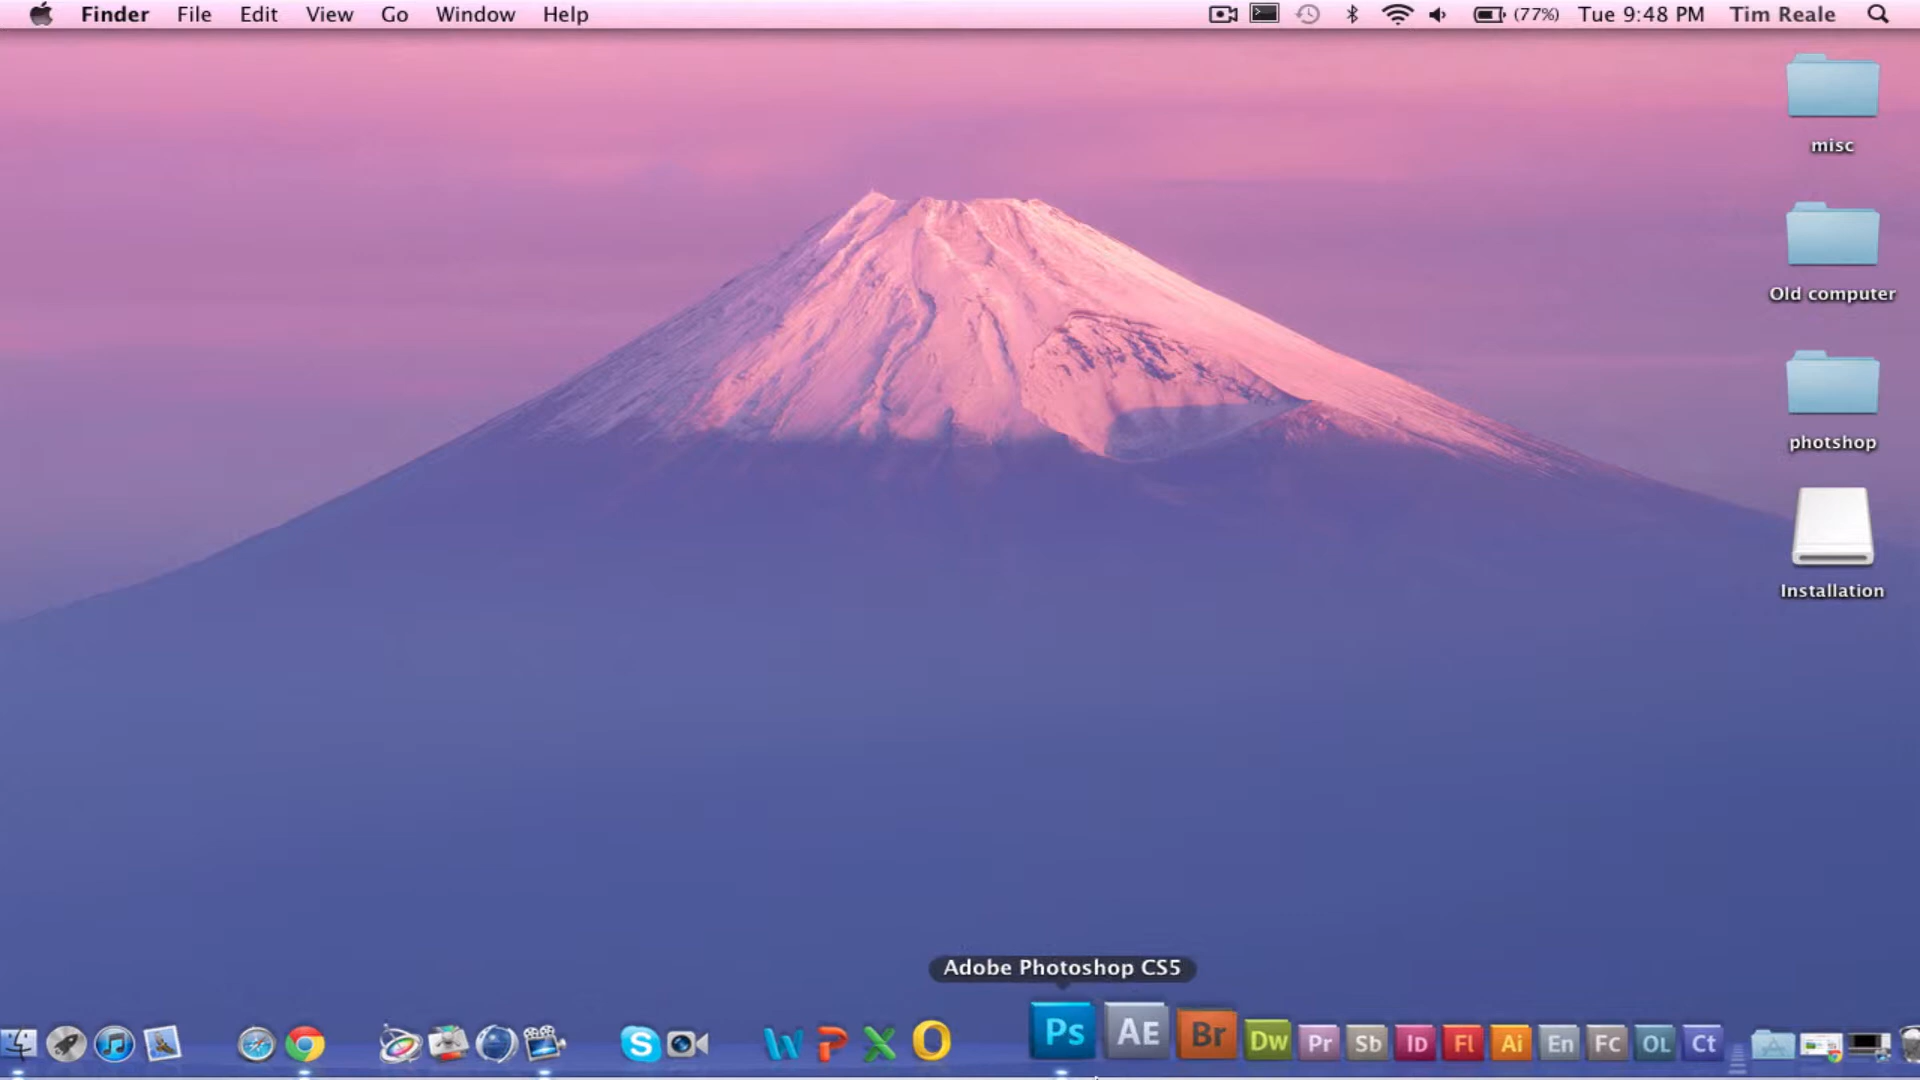 Finder File Edit View Go Window Help (77%) Tue 9:48 PM Tim Reale
misc
Old computer
photshop
Installation
Adobe Photoshop CS5
W P X O Ps AE Br Dw Pr Sb ID Fl Ai En Fc OL Ct